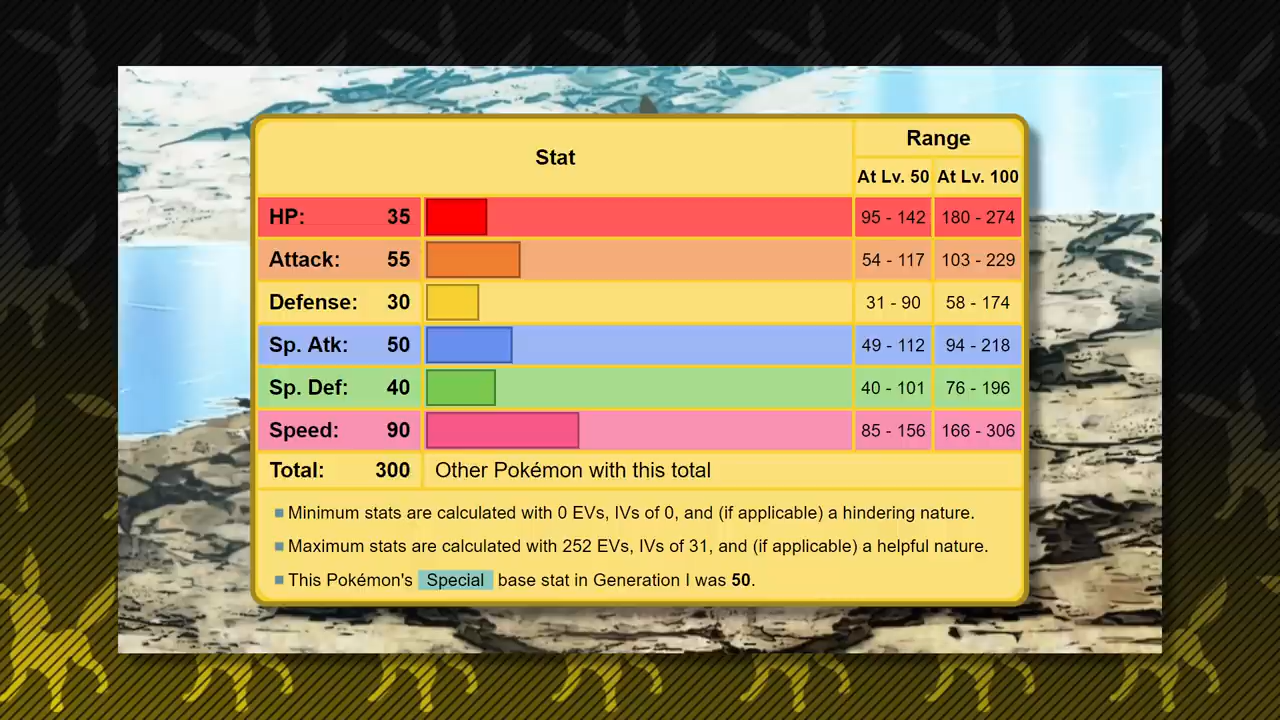 Stat
Range
At Lv. 50 At Lv. 100
HP: 35 95 - 142 180 - 274
Attack: 55 54 - 117 103 - 229
Defense: 30 31 - 90 58 - 174
Sp. Atk: 50 49 - 112 94 - 218
Sp. Def: 40 40 - 101 76 - 196
Speed: 90 85 - 156 166 - 306
Total: 300 Other Pokémon with this total
Minimum stats are calculated with 0 EVs, IVs of 0, and (if applicable) a hindering nature.
Maximum stats are calculated with 252 EVs, IVs of 31, and (if applicable) a helpful nature.
This Pokémon's Special base stat in Generation I was 50.